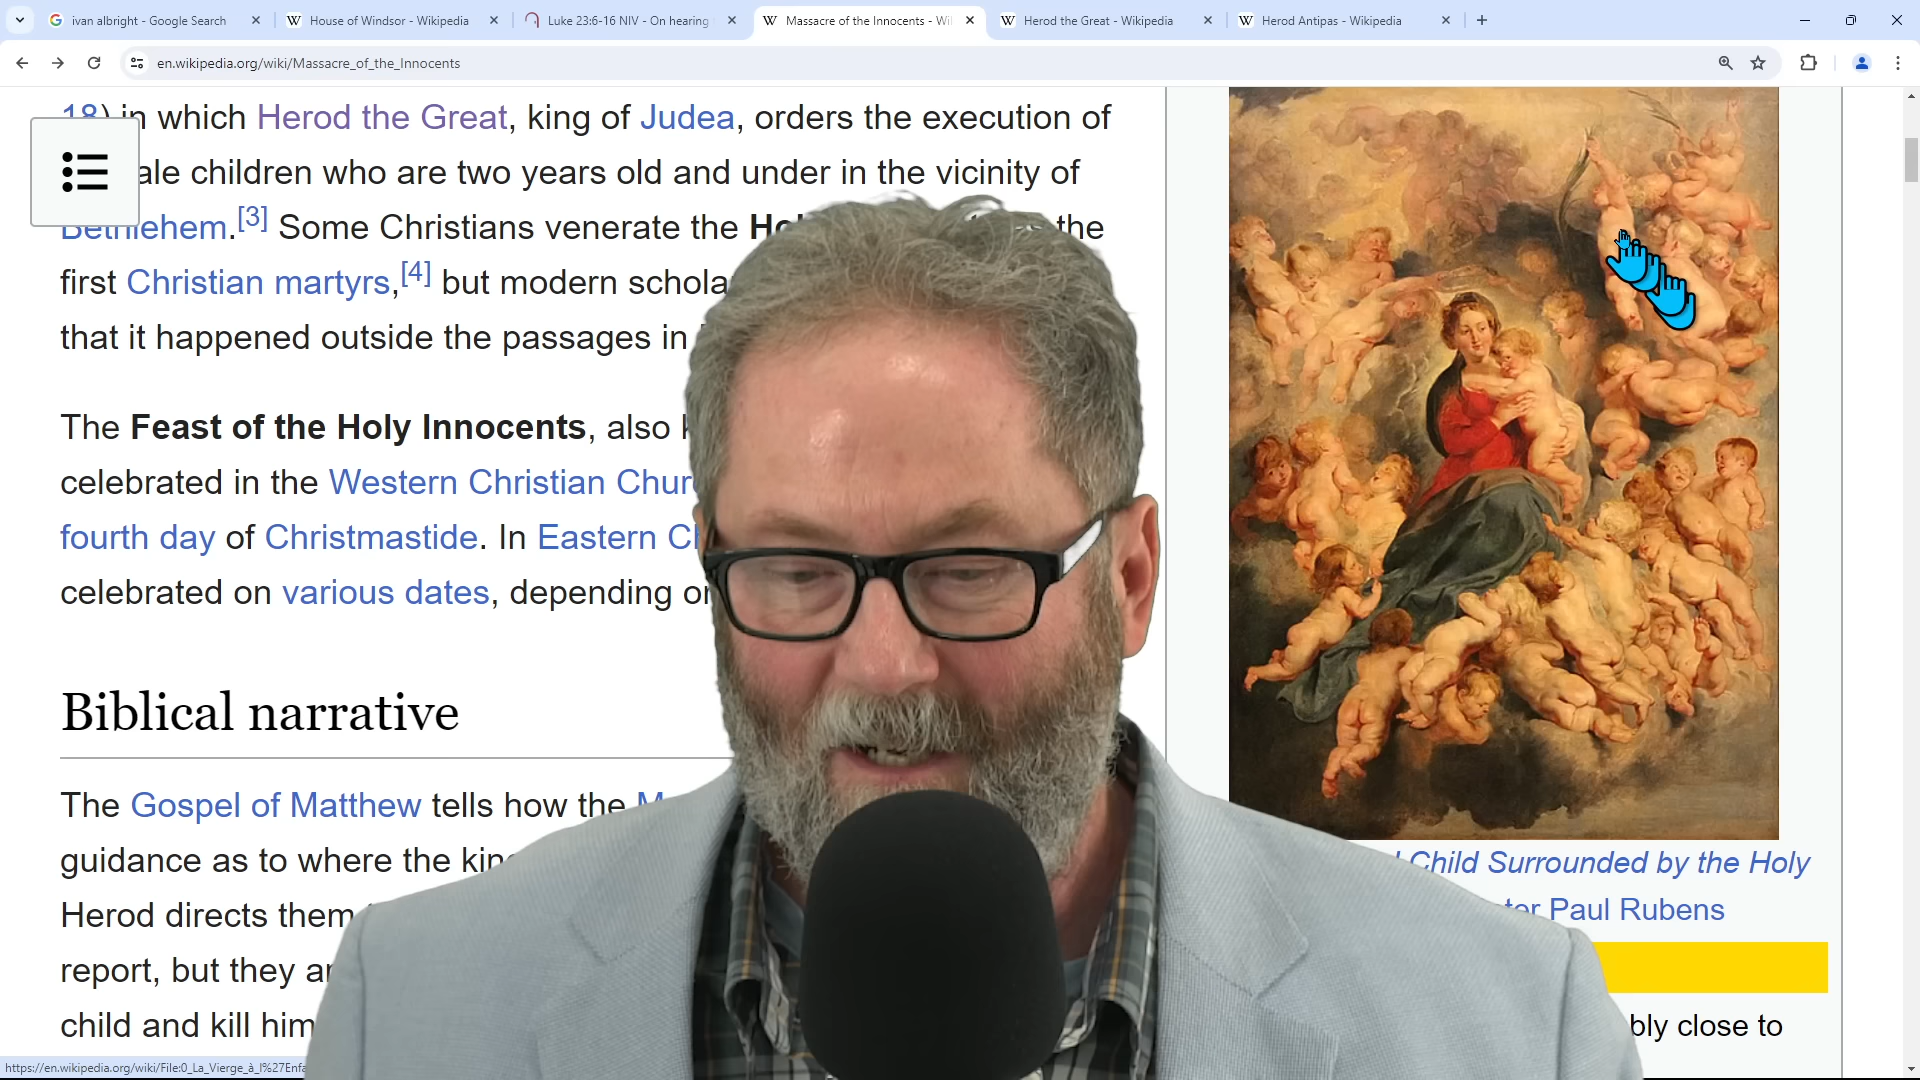 ivan albright - Google Search
House of Windsor - Wikipedia
Luke 23:6-16 NIV - On hearing
Massacre of the Innocents - Wi
Herod the Great - Wikipedia
Herod Antipas - Wikipedia
en.wikipedia.org/wiki/Massacre_of_the_Innocents
18) in which Herod the Great, king of Judea, orders the execution of
ale children who are two years old and under in the vicinity of
Bethlehem.[3] Some Christians venerate the the
first Christian martyrs,[4] but modern
that it happened outside the passages in
The Feast of the Holy Innocents, also
celebrated in the Western Christian
fourth day of Christmastide. In Eastern
celebrated on various dates, depending
Biblical narrative
The Gospel of Matthew tells how the
guidance as to where the
Herod directs them
report, but they
child and kill him
Child Surrounded by the Holy
Paul Rubens
bly close to
https://en.wikipedia.org/wiki/File:0_La_Vierge_à_l%27Enfa